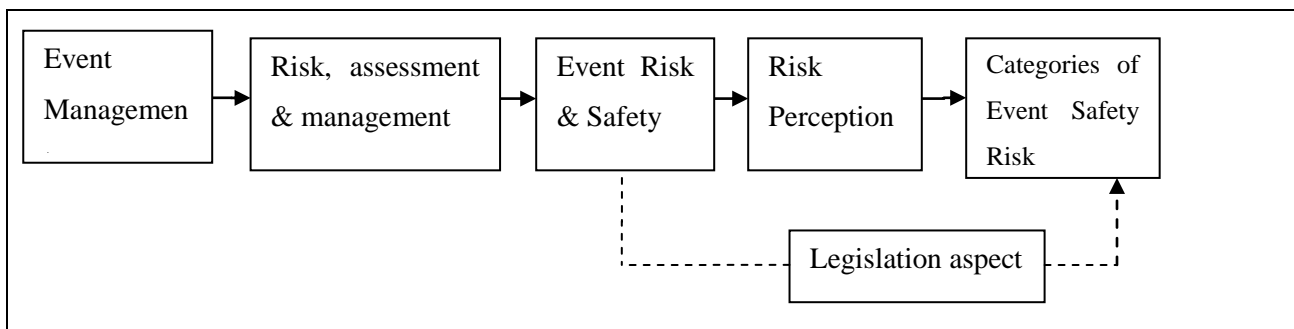 Event
Managemen
Risk, assessment
& management
Event Risk
& Safety
Risk
Perception
Categories of
Event Safety
Risk
Legislation aspect